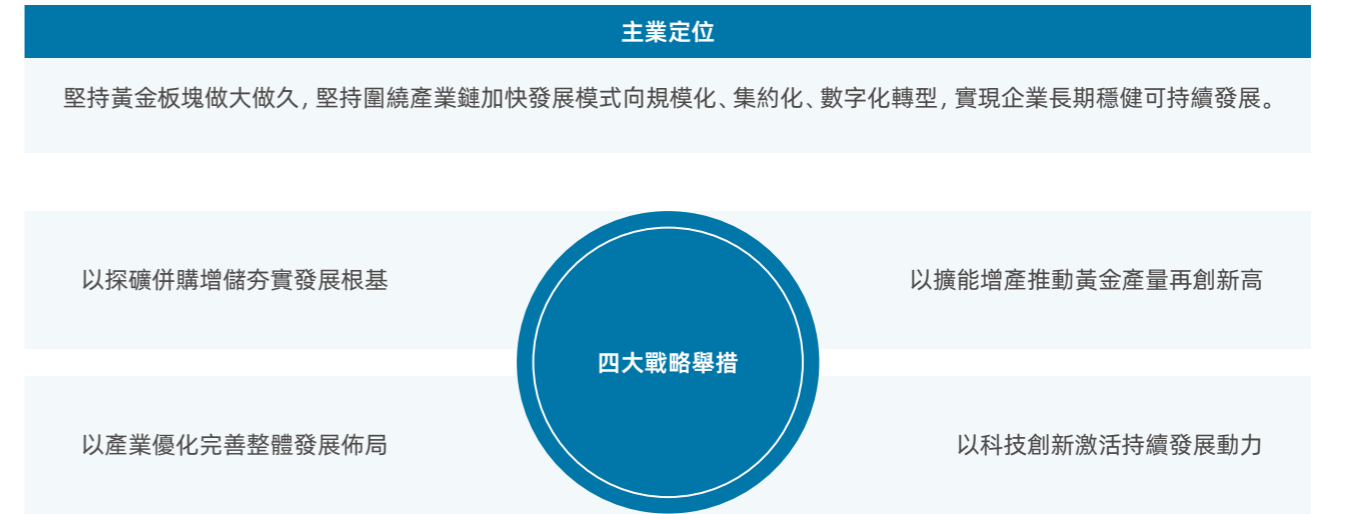 主業定位
堅持黃金板塊做大做久，堅持圍繞產業鏈加快發展模式向規模化、集約化、數字化轉型，實現企業長期穩健可持續發展。
以探礦併購增儲夯實發展根基
以擴能增產推動黃金產量再創新高
四大戰略舉措
以產業優化完善整體發展佈局
以科技創新激活持續發展動力